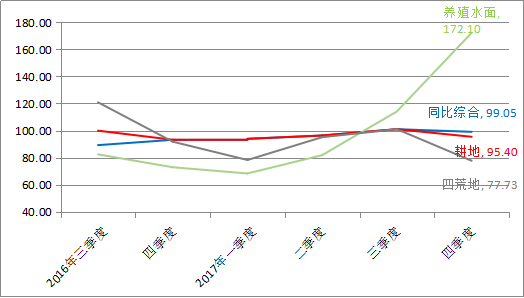 养殖水面,
172.10
180.00
160.00
140.00
120.00
100.00
80.00
60.00
40.00
同比综合, 99.05
耕地, 95.40
四荒地, 77.73
2016年三季度
四季度
2017年一季度
二季度
三季度
四季度